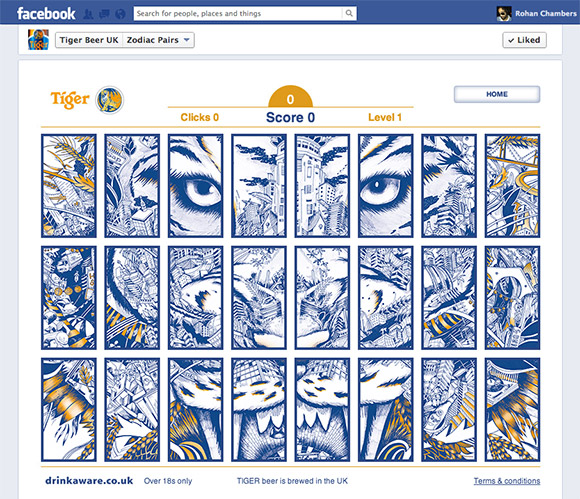 facebook
Search for people, places and things
Rohan Chambers
Tiger Beer UK
Zodiac Pairs
Liked
Tiger
0
HOME
Clicks 0
Score 0
Level 1
drinkaware.co.uk
Over 18s only
TIGER beer is brewed in the UK
Terms & conditions